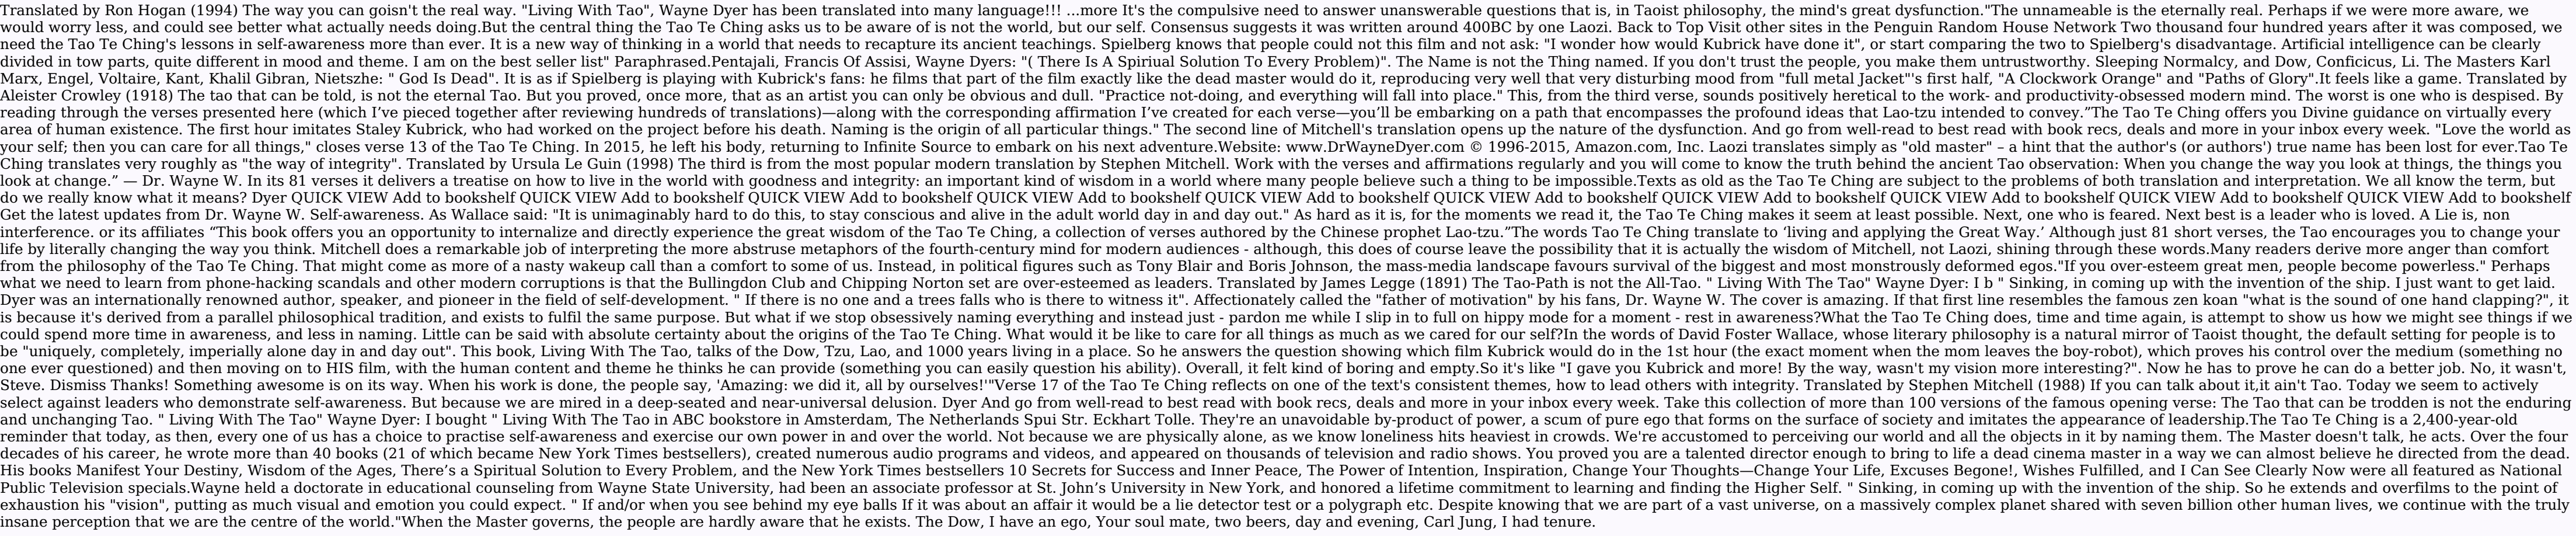 Translated by Ron Hogan (1994) The way you can goisn't the real way. "Living With Tao", Wayne Dyer has been translated into many language!!! ...more It's the compulsive need to answer unanswerable questions that is, in Taoist philosophy, the mind's great dysfunction."The unnameable is the eternally real. Perhaps if we were more aware, we
would worry less, and could see better what actually needs doing.But the central thing the Tao Te Ching asks us to be aware of is not the world, but our self. Consensus suggests it was written around 400BC by one Laozi. Back to Top Visit other sites in the Penguin Random House Network Two thousand four hundred years after it was composed, we
need the Tao Te Ching's lessons in self-awareness more than ever. It is a new way of thinking in a world that needs to recapture its ancient teachings. Spielberg knows that people could not this film and not ask: "I wonder how would Kubrick have done it", or start comparing the two to Spielberg's disadvantage. Artificial intelligence can be clearly
divided in tow parts, quite different in mood and theme. I am on the best seller list" Paraphrased.Pentajali, Francis Of Assisi, Wayne Dyers: "( There Is A Spiriual Solution To Every Problem)". The Name is not the Thing named. If you don't trust the people, you make them untrustworthy. Sleeping Normalcy, and Dow, Conficius, Li. The Masters Karl
Marx, Engel, Voltaire, Kant, Khalil Gibran, Nietszhe: " God Is Dead". It is as if Spielberg is playing with Kubrick's fans: he films that part of the film exactly like the dead master would do it, reproducing very well that very disturbing mood from "full metal Jacket"'s first half, "A Clockwork Orange" and "Paths of Glory".It feels like a game. Translated by
Aleister Crowley (1918) The tao that can be told, is not the eternal Tao. But you proved, once more, that as an artist you can only be obvious and dull. "Practice not-doing, and everything will fall into place." This, from the third verse, sounds positively heretical to the work- and productivity-obsessed modern mind. The worst is one who is despised. By
reading through the verses presented here (which I've pieced together after reviewing hundreds of translations)—along with the corresponding affirmation I've created for each verse—you'll be embarking on a path that encompasses the profound ideas that Lao-tzu intended to convey."The Tao Te Ching offers you Divine guidance on virtually every
area of human existence. The first hour imitates Staley Kubrick, who had worked on the project before his death. Naming is the origin of all particular things." The second line of Mitchell's translation opens up the nature of the dysfunction. And go from well-read to best read with book recs, deals and more in your inbox every week. "Love the world as
your self; then you can care for all things," closes verse 13 of the Tao Te Ching. In 2015, he left his body, returning to Infinite Source to embark on his next adventure.Website: www.DrWayneDyer.com © 1996-2015, Amazon.com, Inc. Laozi translates simply as "old master" – a hint that the author's (or authors') true name has been lost for ever.Tao Te
Ching translates very roughly as "the way of integrity". Translated by Ursula Le Guin (1998) The third is from the most popular modern translation by Stephen Mitchell. Work with the verses and affirmations regularly and you will come to know the truth behind the ancient Tao observation: When you change the way you look at things, the things you
look at change." — Dr. Wayne W. In its 81 verses it delivers a treatise on how to live in the world with goodness and integrity: an important kind of wisdom in a world where many people believe such a thing to be impossible.Texts as old as the Tao Te Ching are subject to the problems of both translation and interpretation. We all know the term, but
do we really know what it means? Dyer QUICK VIEW Add to bookshelf QUICK VIEW Add to bookshelf QUICK VIEW Add to bookshelf QUICK VIEW Add to bookshelf QUICK VIEW Add to bookshelf QUICK VIEW Add to bookshelf QUICK VIEW Add to bookshelf QUICK VIEW Add to bookshelf QUICK VIEW Add to bookshelf
Get the latest updates from Dr. Wayne W. Self-awareness. As Wallace said: "It is unimaginably hard to do this, to stay conscious and alive in the adult world day in and day out." As hard as it is, for the moments we read it, the Tao Te Ching makes it seem at least possible. Next, one who is feared. Next best is a leader who is loved. A Lie is, non
interference. or its affiliates “This book offers you an opportunity to internalize and directly experience the great wisdom of the Tao Te Ching, a collection of verses authored by the Chinese prophet Lao-tzu.”The words Tao Te Ching translate to ‘living and applying the Great Way.’ Although just 81 short verses, the Tao encourages you to change your
life by literally changing the way you think. Mitchell does a remarkable job of interpreting the more abstruse metaphors of the fourth-century mind for modern audiences - although, this does of course leave the possibility that it is actually the wisdom of Mitchell, not Laozi, shining through these words.Many readers derive more anger than comfort
from the philosophy of the Tao Te Ching. That might come as more of a nasty wakeup call than a comfort to some of us. Instead, in political figures such as Tony Blair and Boris Johnson, the mass-media landscape favours survival of the biggest and most monstrously deformed egos."If you over-esteem great men, people become powerless." Perhaps
what we need to learn from phone-hacking scandals and other modern corruptions is that the Bullingdon Club and Chipping Norton set are over-esteemed as leaders. Translated by James Legge (1891) The Tao-Path is not the All-Tao. " Living With the Tao" Wayne Dyer: I b " Sinking, in coming up with the invention of the ship. I just want to get laid.
Dyer was an internationally renowned author, speaker, and pioneer in the field of self-development. " If there is no one and a trees falls who is there to witness it". Affectionately called the "father of motivation" by his fans, Dr. Wayne W. The cover is amazing. If that first line resembles the famous zen koan "what is the sound of one hand clapping?", it
is because it's derived from a parallel philosophical tradition, and exists to fulfil the same purpose. But what if we stop obsessively naming everything and instead just - pardon me while I slip in to full on hippy mode for a moment - rest in awareness?What the Tao Te Ching does, time and time again, is attempt to show us how we might see things if we
could spend more time in awareness, and less in naming. Little can be said with absolute certainty about the origins of the Tao Te Ching. What would it be like to care for all things as much as we cared for our self?In the words of David Foster Wallace, whose literary philosophy is a natural mirror of Taoist thought, the default setting for people is to
be "uniquely, completely, imperially alone day in and day out". This book, Living With The Tao, talks of the Dow, Tzu, Lao, and 1000 years living in a place. So he answers the question showing which film Kubrick would do in the 1st hour (the exact moment when the mom leaves the boy-robot), which proves his control over the medium (something no
one ever questioned) and then moving on to HIS film, with the human content and theme he thinks he can provide (something you can easily question his ability). Overall, it felt kind of boring and empty.So it's like "I gave you Kubrick and more! By the way, wasn't my vision more interesting?". Now he has to prove he can do a better job. No, it wasn't,
Steve. Dismiss Thanks! Something awesome is on its way. When his work is done, the people say, 'Amazing: we did it, all by ourselves!'"Verse 17 of the Tao Te Ching reflects on one of the text's consistent themes, how to lead others with integrity. Translated by Stephen Mitchell (1988) If you can talk about it,it ain't Tao. Today we seem to actively
select against leaders who demonstrate self-awareness. But because we are mired in a deep-seated and near-universal delusion. Dyer And go from well-read to best read with book recs, deals and more in your inbox every week. Take this collection of more than 100 versions of the famous opening verse: The Tao that can be trodden is not the enduring
and unchanging Tao. " Living With The Tao" Wayne Dyer: I bought " Living With The Tao in ABC bookstore in Amsterdam, The Netherlands Spui Str. Eckhart Tolle. They're an unavoidable by-product of power, a scum of pure ego that forms on the surface of society and imitates the appearance of leadership.The Tao Te Ching is a 2,400-year-old
reminder that today, as then, every one of us has a choice to practise self-awareness and exercise our own power in and over the world. Not because we are physically alone, as we know loneliness hits heaviest in crowds. We're accustomed to perceiving our world and all the objects in it by naming them. The Master doesn't talk, he acts. Over the four
decades of his career, he wrote more than 40 books (21 of which became New York Times bestsellers), created numerous audio programs and videos, and appeared on thousands of television and radio shows. You proved you are a talented director enough to bring to life a dead cinema master in a way we can almost believe he directed from the dead.
His books Manifest Your Destiny, Wisdom of the Ages, There's a Spiritual Solution to Every Problem, and the New York Times bestsellers 10 Secrets for Success and Inner Peace, The Power of Intention, Inspiration, Change Your Thoughts—Change Your Life, Excuses Begone!, Wishes Fulfilled, and I Can See Clearly Now were all featured as National
Public Television specials.Wayne held a doctorate in educational counseling from Wayne State University, had been an associate professor at St. John's University in New York, and honored a lifetime commitment to learning and finding the Higher Self. " Sinking, in coming up with the invention of the ship. So he extends and overfilms to the point of
exhaustion his "vision", putting as much visual and emotion you could expect. " If and/or when you see behind my eye balls If it was about an affair it would be a lie detector test or a polygraph etc. Despite knowing that we are part of a vast universe, on a massively complex planet shared with seven billion other human lives, we continue with the truly
insane perception that we are the centre of the world."When the Master governs, the people are hardly aware that he exists. The Dow, I have an ego, Your soul mate, two beers, day and evening, Carl Jung, I had tenure.